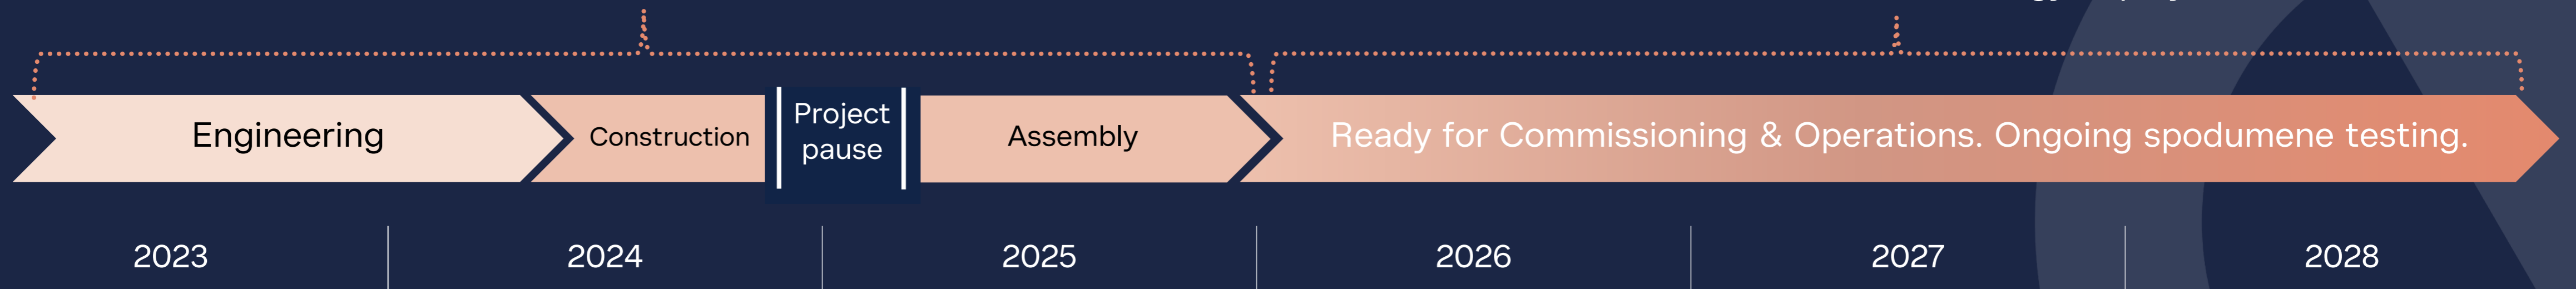 Engineering
Construction
Project
pause
Assembly
Ready for Commissioning & Operations. Ongoing spodumene testing.
2023
2024
2025
2026
2027
2028